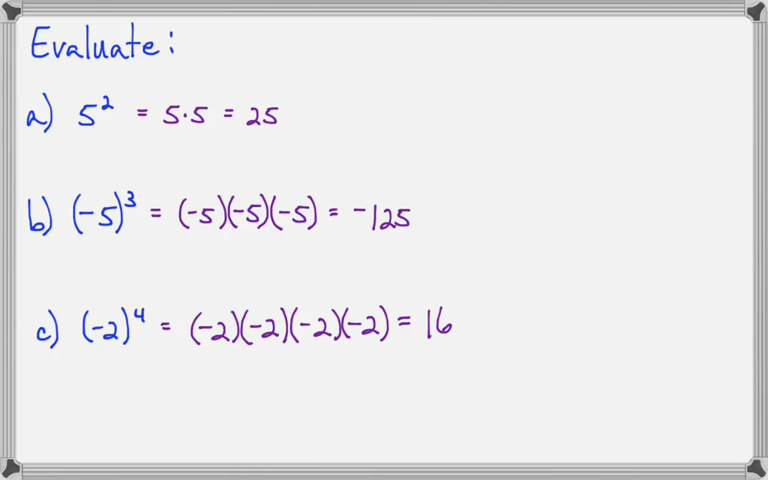 Evaluate:
a) 5² = 5·5 = 25
b) (-5)³ = (-5)(-5)(-5) = -125
c) (-2)⁴ = (-2)(-2)(-2)(-2) = 16